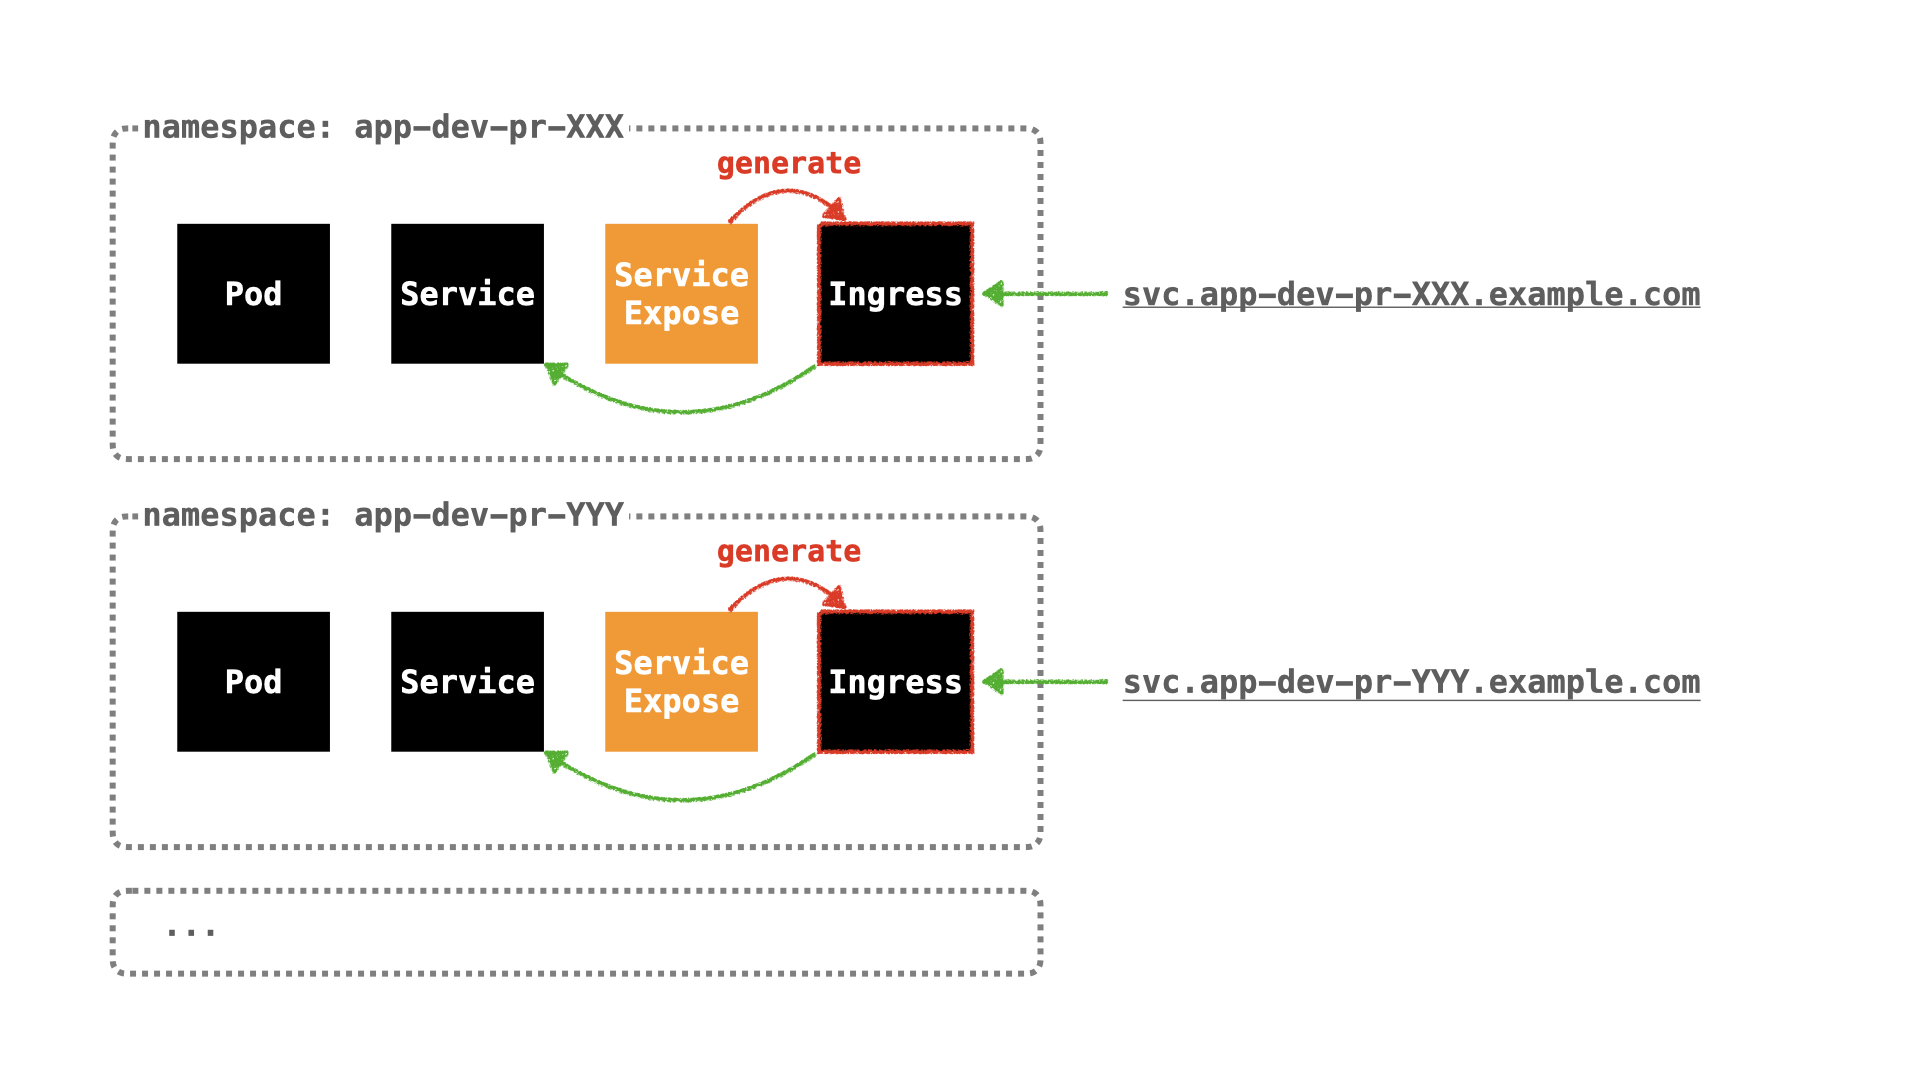 namespace: app-dev-pr-XXX
generate
Pod
Service
Service
Expose
Ingress
svc.app-dev-pr-XXX.example.com
namespace: app-dev-pr-YYY
generate
Pod
Service
Service
Expose
Ingress
svc.app-dev-pr-YYY.example.com
...